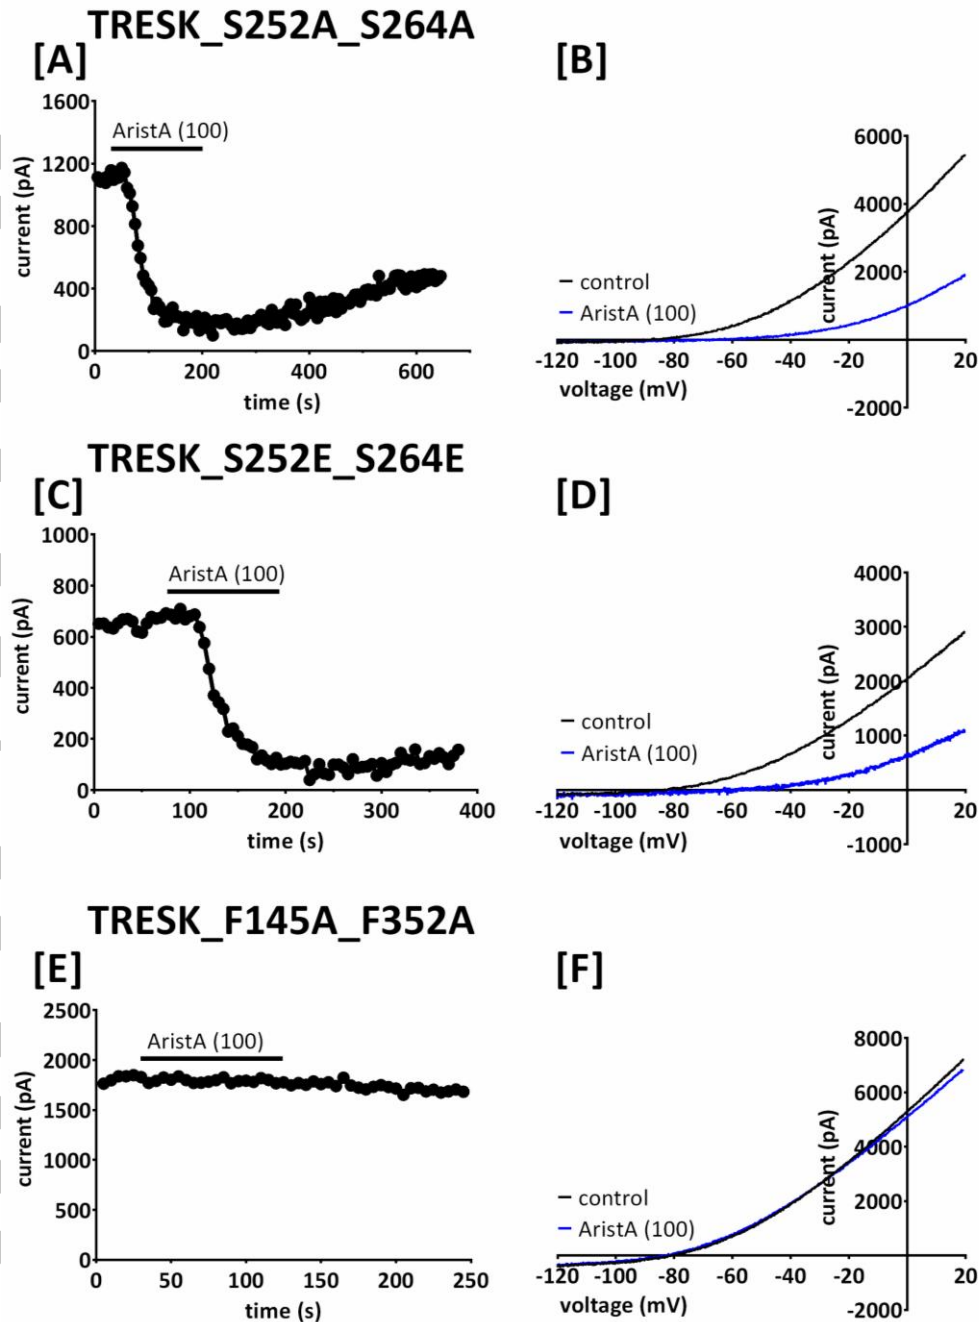 TRESK_S252A_S264A
[A]
[B]
1600
1200
800
400
0
current (pA)
AristA (100)
0 200 400 600
time (s)
6000
4000
2000
-2000
current (pA)
control
AristA (100)
-120 -100 -80 -60 -40 -20 20
voltage (mV)
TRESK_S252E_S264E
[C]
[D]
1000
800
600
400
200
0
current (pA)
AristA (100)
0 100 200 300 400
time (s)
4000
3000
2000
1000
-1000
current (pA)
control
AristA (100)
-120 -100 -80 -60 -40 -20 20
voltage (mV)
TRESK_F145A_F352A
[E]
[F]
2500
2000
1500
1000
500
0
current (pA)
AristA (100)
0 50 100 150 200 250
time (s)
8000
6000
4000
2000
-2000
current (pA)
control
AristA (100)
-120 -100 -80 -60 -40 -20 20
voltage (mV)